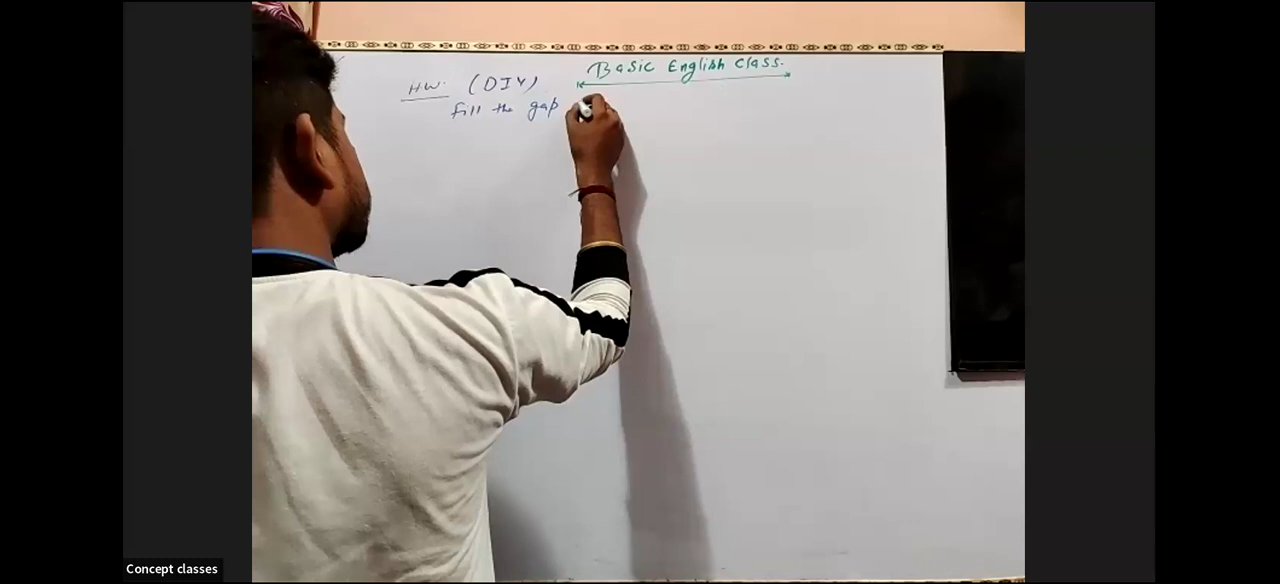 Basic English Class.
HW. (DIY)
fill the gap
Concept classes